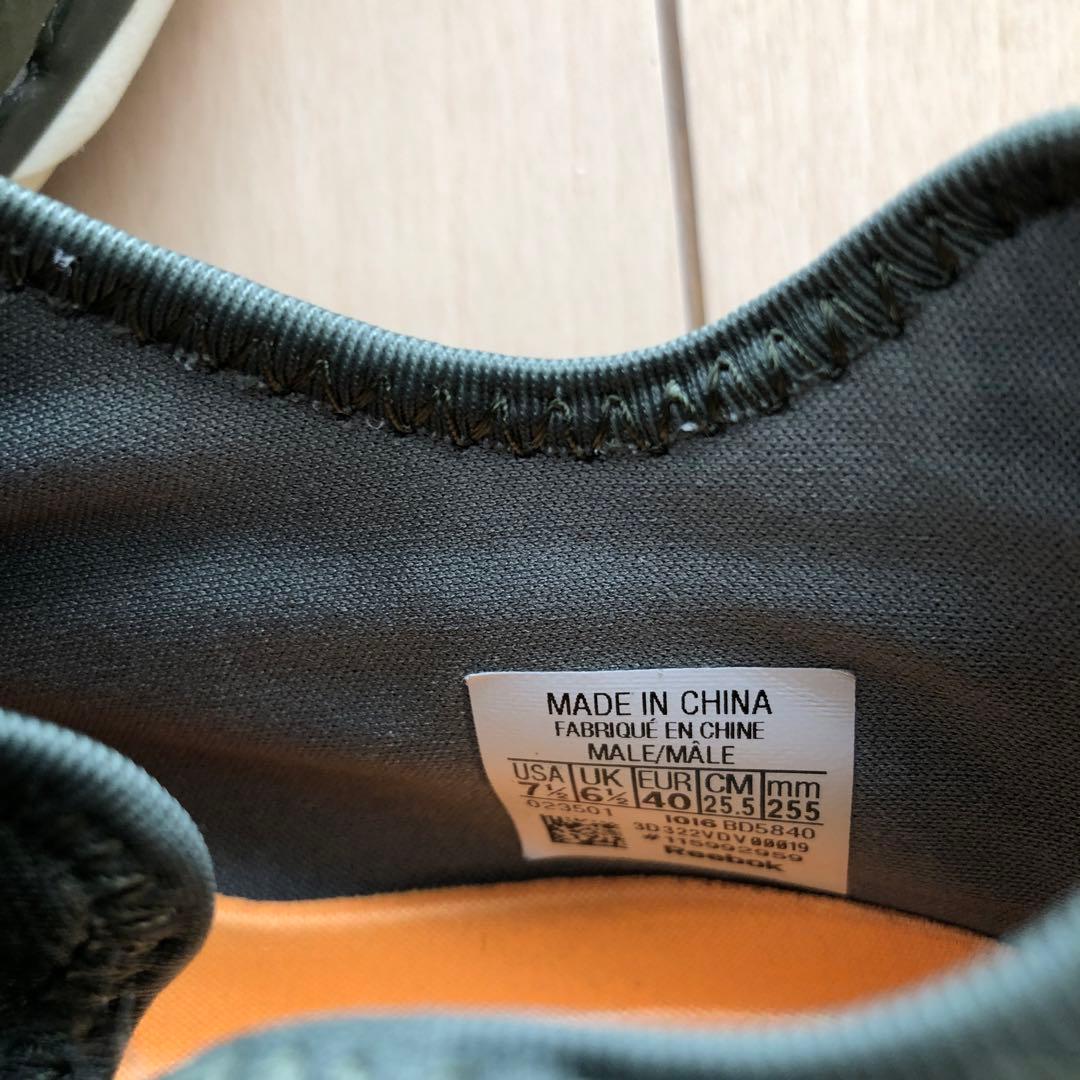 MADE IN CHINA
FABRIQUÉ EN CHINE
MALE/MÂLE
USA UK EUR CM mm
7½ 6½ 40 25.5 255
023501 1016 BD5840
3D322VDV00019
#115992959
Reebok